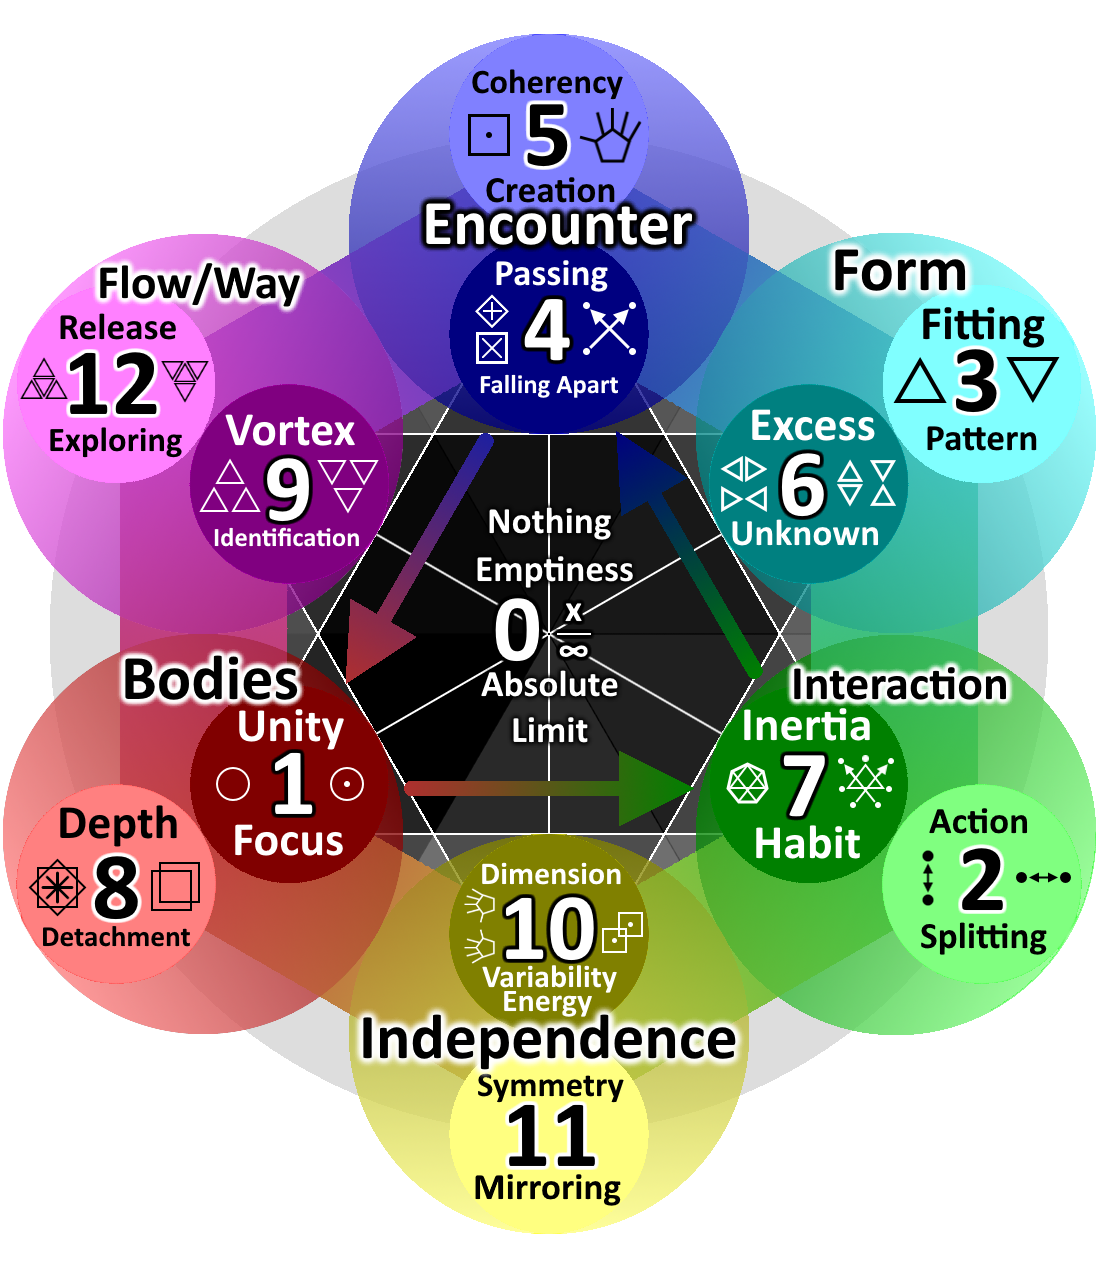 Coherency
5
Creation
Encounter
Passing
4
Falling Apart
Flow/Way
Release
12
Exploring
Vortex
9
Identification
Form
Fitting
3
Pattern
Excess
6
Unknown
Nothing
Emptiness
0 x/∞
Absolute
Limit
Bodies
Unity
1
Focus
Depth
8
Detachment
Interaction
Inertia
7
Habit
Action
2
Splitting
Dimension
10
Variability
Energy
Independence
Symmetry
11
Mirroring